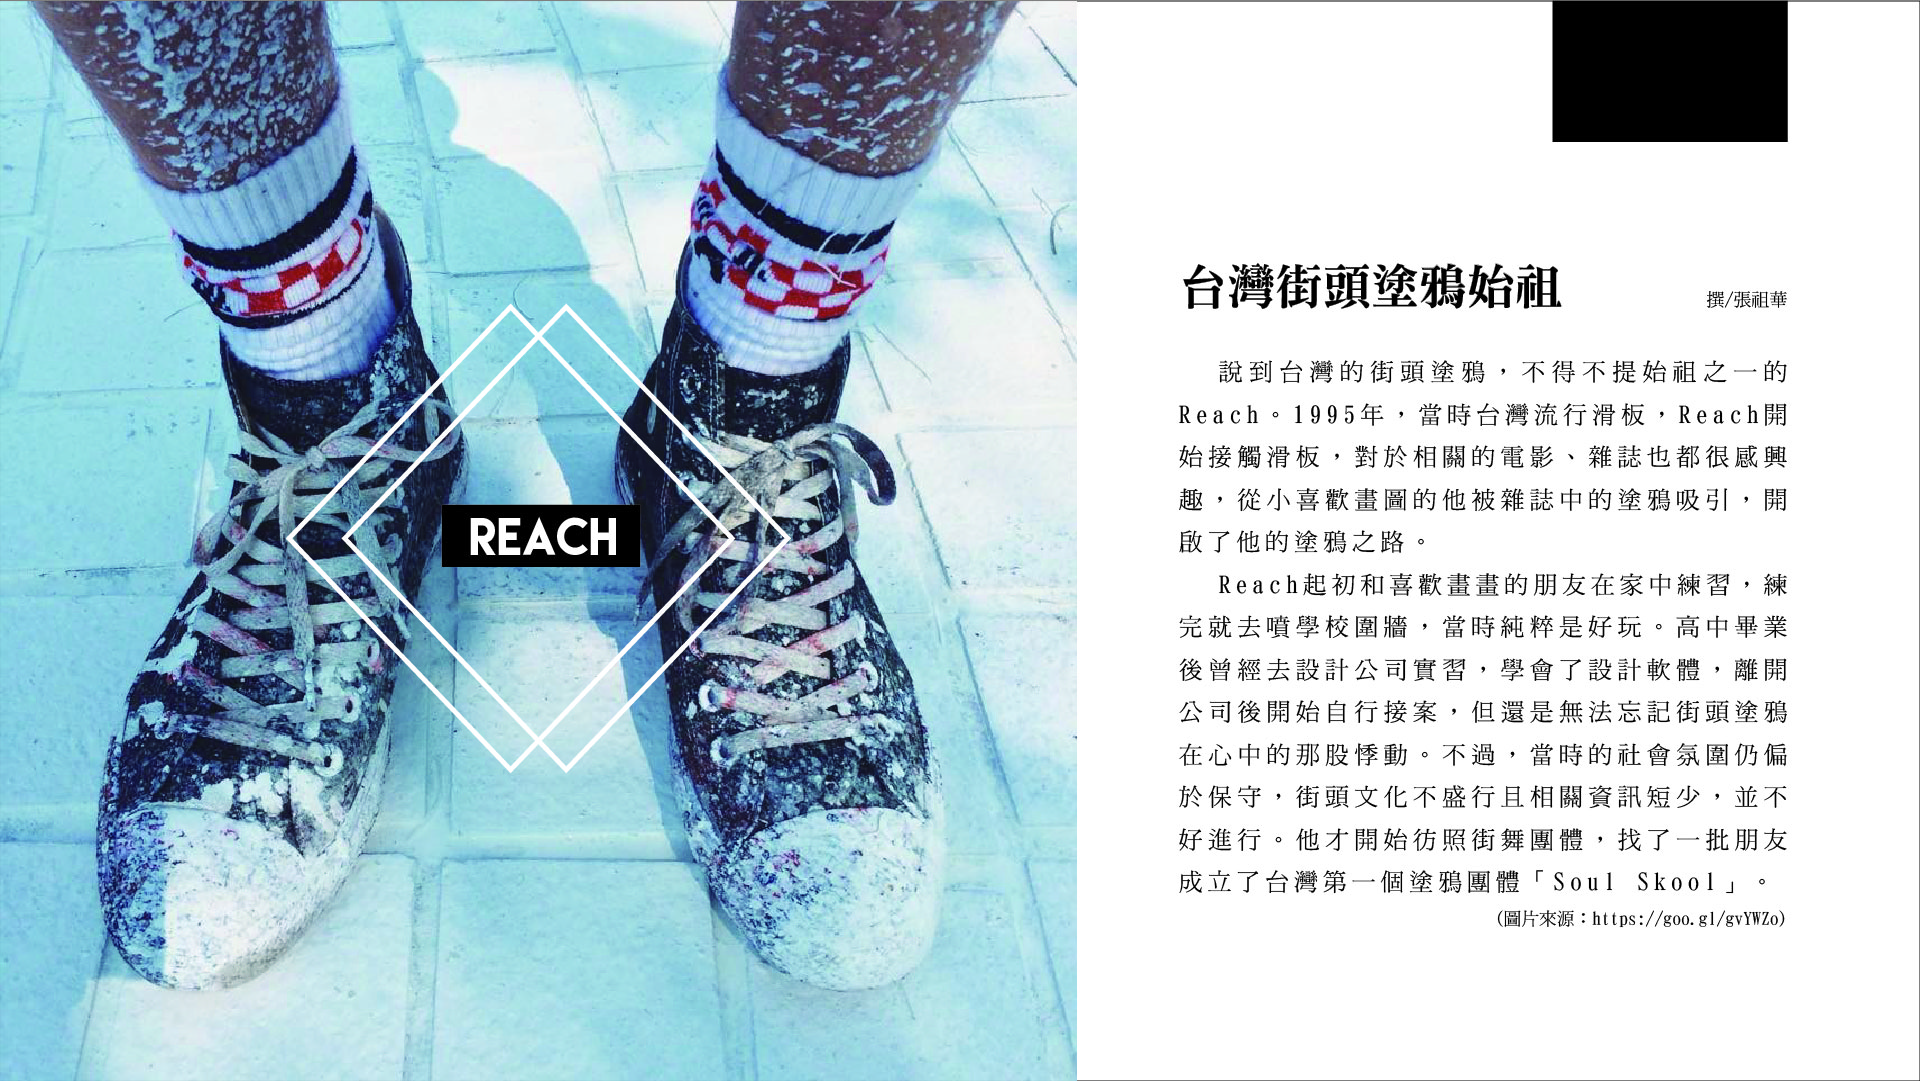 REACH
台灣街頭塗鴉始祖
撰/張祖華
說到台灣的街頭塗鴉，不得不提始祖之一的
Reach。1995年，當時台灣流行滑板，Reach開
始接觸滑板，對於相關的電影、雜誌也都很感興
趣，從小喜歡畫圖的他被雜誌中的塗鴉吸引，開
啟了他的塗鴉之路。
Reach起初和喜歡畫畫的朋友在家中練習，練
完就去噴學校圍牆，當時純粹是好玩。高中畢業
後曾經去設計公司實習，學會了設計軟體，離開
公司後開始自行接案，但還是無法忘記街頭塗鴉
在心中的那股悸動。不過，當時的社會氛圍仍偏
於保守，街頭文化不盛行且相關資訊短少，並不
好進行。他才開始彷照街舞團體，找了一批朋友
成立了台灣第一個塗鴉團體「Soul Skool」。
(圖片來源：https://goo.gl/gvYWZo)